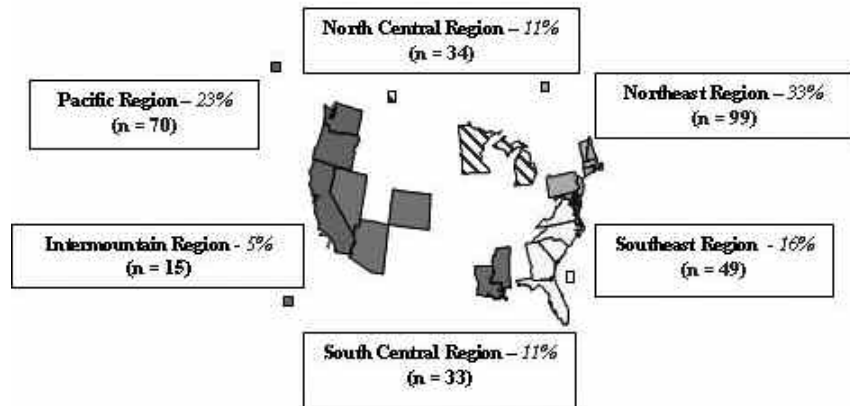 North Central Region – 11%
(n = 34)
Pacific Region – 23%
(n = 70)
Northeast Region – 33%
(n = 99)
Intermountain Region - 5%
(n = 15)
Southeast Region - 16%
(n = 49)
South Central Region – 11%
(n = 33)